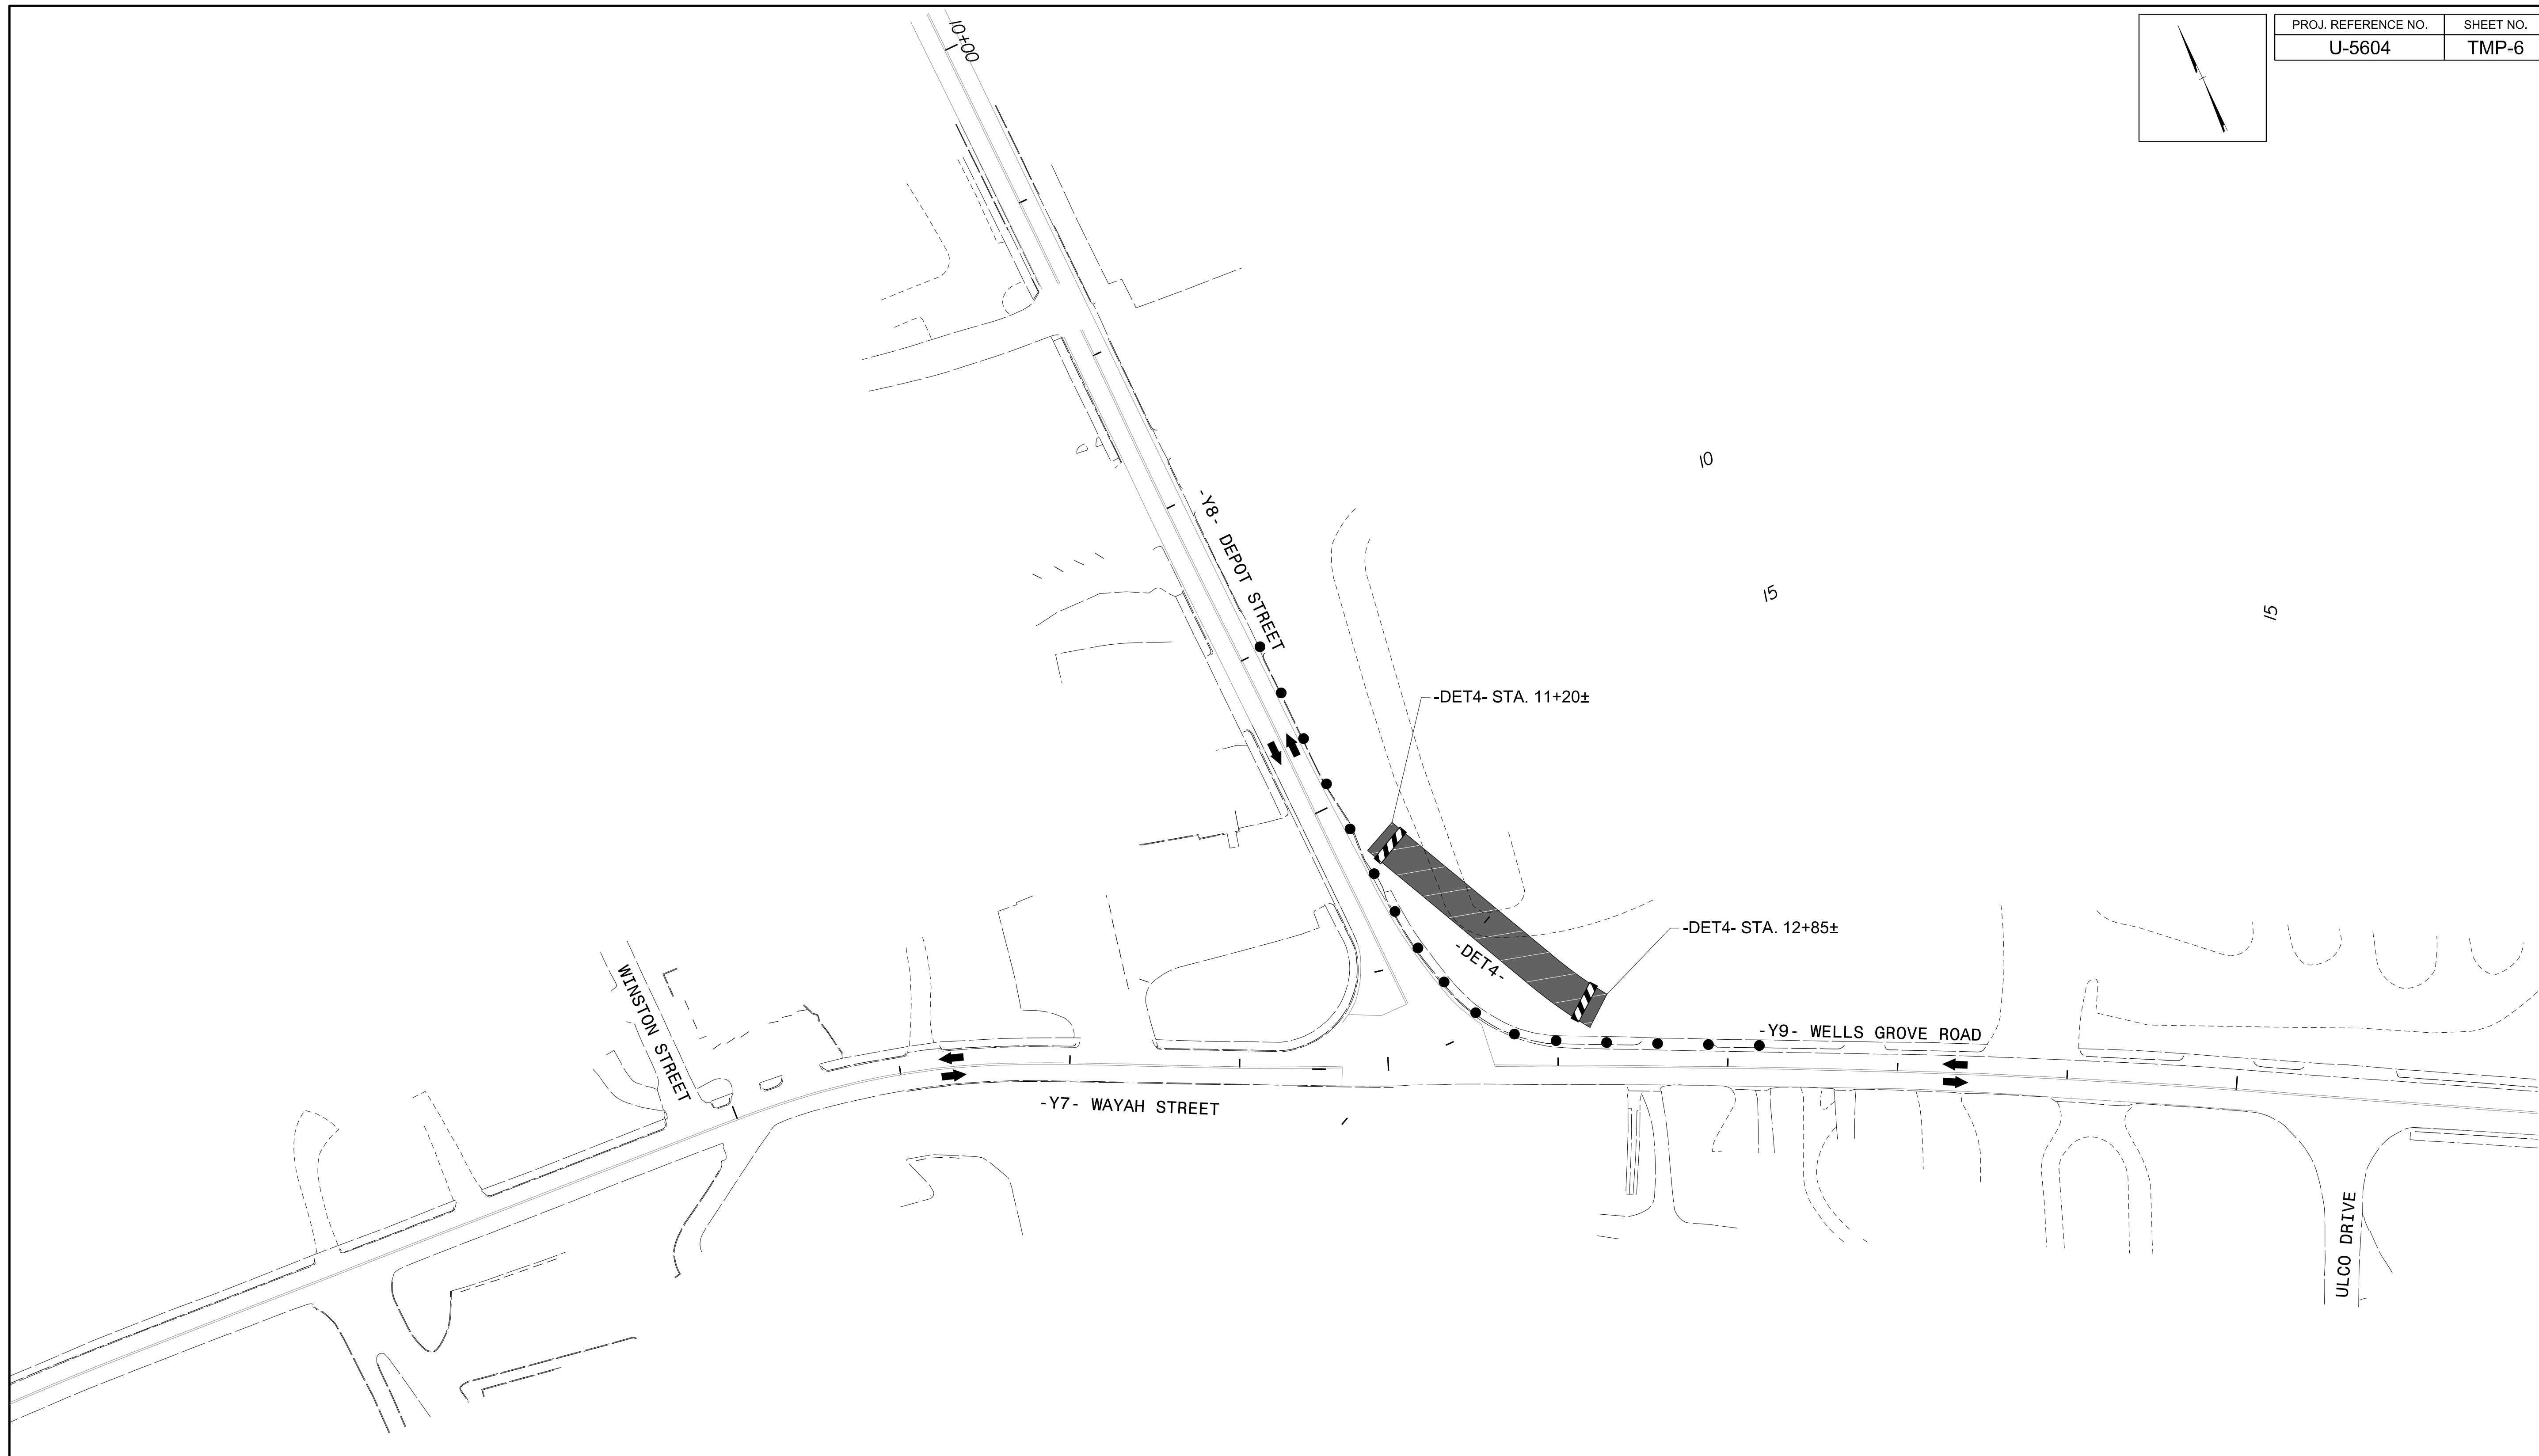 PROJ. REFERENCE NO. SHEET NO.
U-5604 TMP-6
10+00
10
-Y8- DEPOT STREET
15
15
-DET4- STA. 11+20±
-DET4- STA. 12+85±
-DET4-
WINSTON STREET
-Y9- WELLS GROVE ROAD
-Y7- WAYAH STREET
ULCO DRIVE